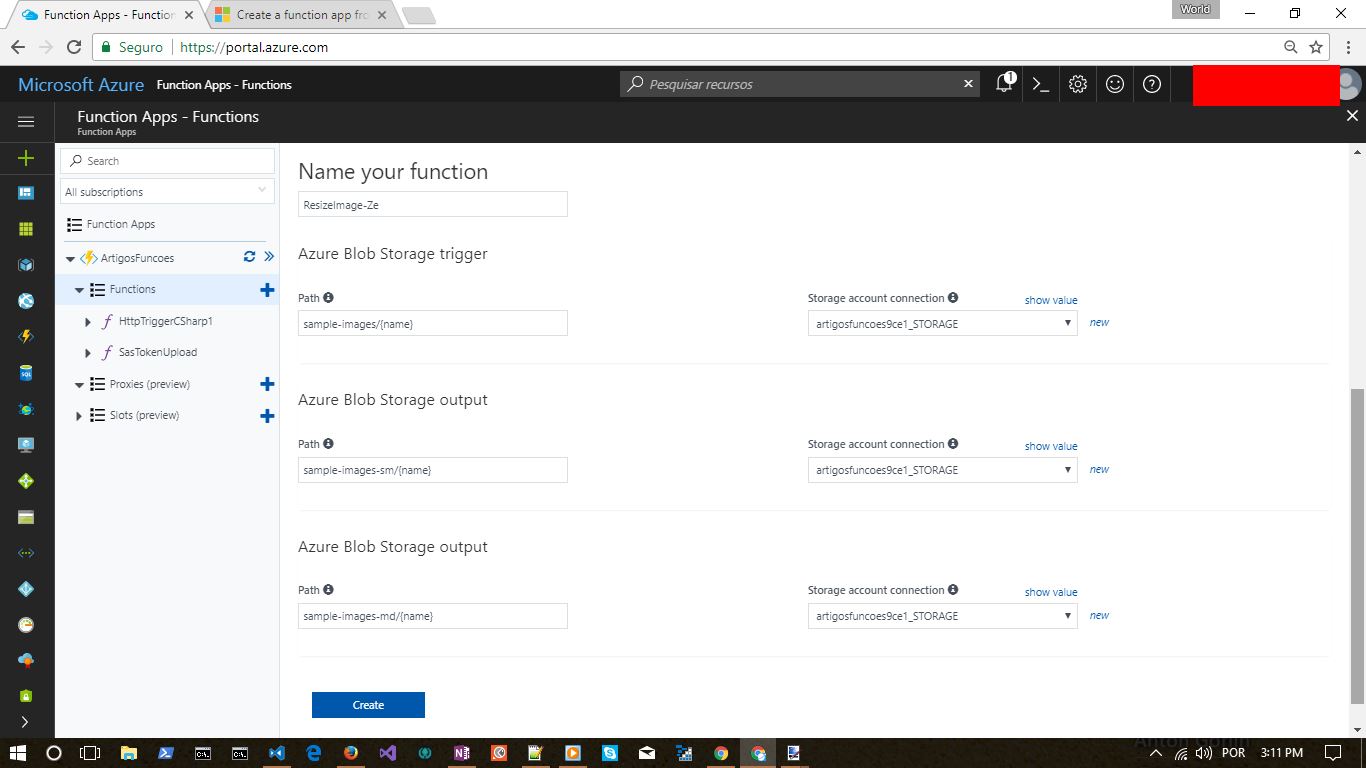 Function Apps - Function
Create a function app fro
World
Seguro
https://portal.azure.com
Microsoft Azure
Function Apps - Functions
Pesquisar recursos
1
Function Apps - Functions
Function Apps
Search
All subscriptions
Function Apps
ArtigosFuncoes
Functions
HttpTriggerCSharp1
SasTokenUpload
Proxies (preview)
Slots (preview)
Name your function
ResizeImage-Ze
Azure Blob Storage trigger
Path
Storage account connection
show value
sample-images/{name}
artigosfuncoes9ce1_STORAGE
new
Azure Blob Storage output
Path
Storage account connection
show value
sample-images-sm/{name}
artigosfuncoes9ce1_STORAGE
new
Azure Blob Storage output
Path
Storage account connection
show value
sample-images-md/{name}
artigosfuncoes9ce1_STORAGE
new
Create
POR
3:11 PM